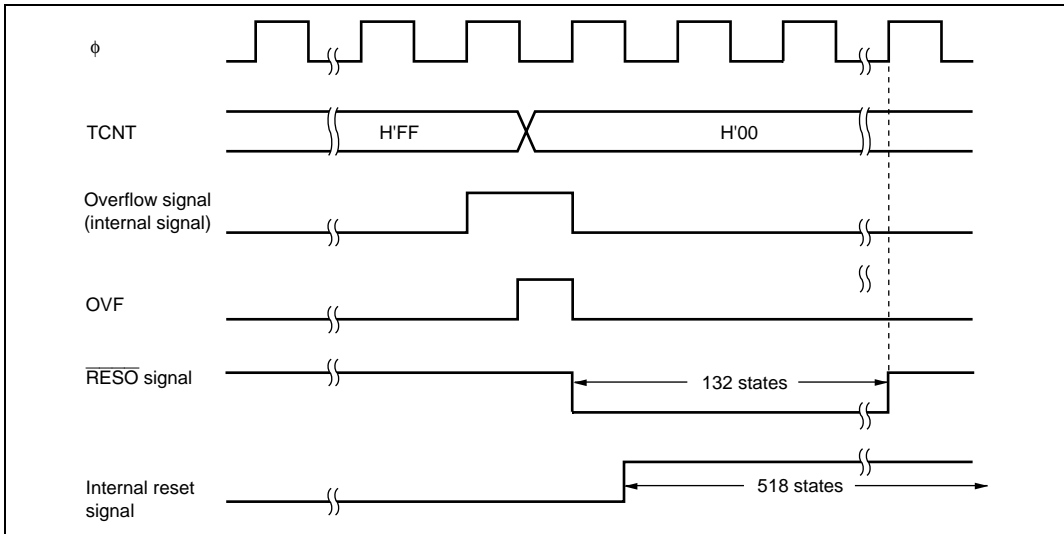 ϕ
TCNT
H'FF
H'00
Overflow signal
(internal signal)
OVF
RESO signal
132 states
Internal reset
signal
518 states